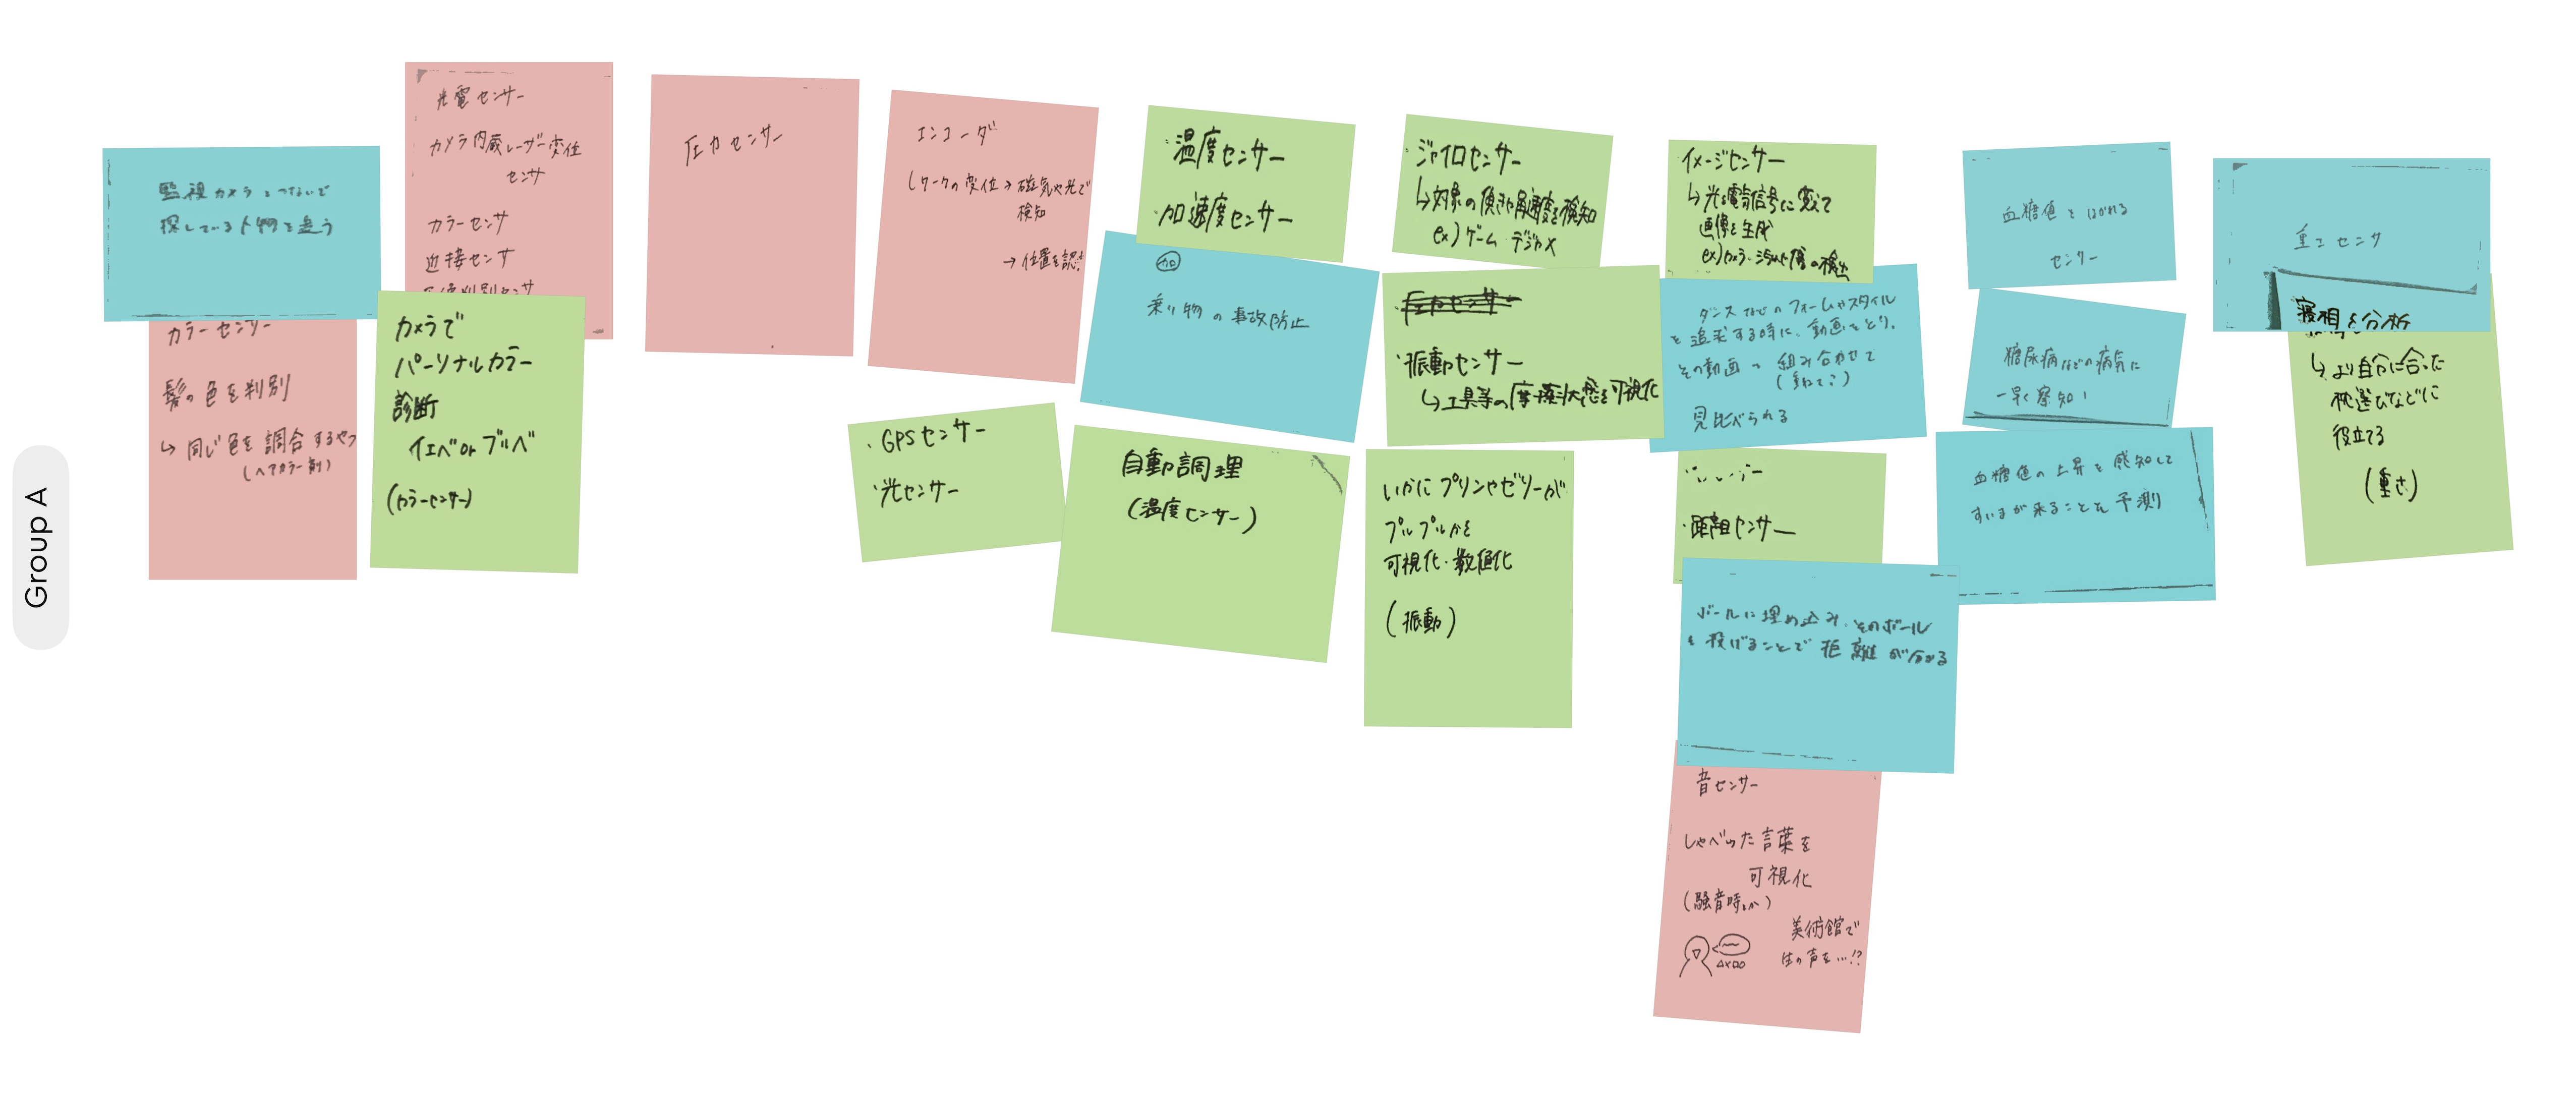 Group A
監視カメラとつないで
探している人物を追う
カラーセンサー
髪の色を判別
↳ 同じ色を調合するやつ
(ヘアカラー剤)
光電センサー
カメラ内蔵レーザー変位
センサ
カラーセンサ
近接センサ
カメラで
パーソナルカラー
診断
イエベorブルベ
(カラーセンサー)
圧力センサー
エンコーダ
↳ワークの変位→磁気や光で
検知
→位置を認
・GPSセンサー
・光センサー
・温度センサー
・加速度センサー
加
乗り物の事故防止
自動調理
(温度センサー)
・ジャイロセンサー
↳対象の傾きや角速度を検知
ex)ゲーム・デジカメ
・振動センサー
↳工具等の摩耗状態を可視化
いかにプリンやゼリーが
プルプルかを
可視化・数値化
(振動)
イメージセンサー
↳光を電気信号に変えて
画像を生成
ex)カメラ・汚れや傷の検出
ダンスなどのフォームやスタイル
を追求する時に、動画をとり、
その動画を組み合わせて
(重ねて)
見比べられる
・距離センサー
ボールに埋め込み、そのボール
を投げることで距離が分かる
音センサー
しゃべった言葉を
可視化
(騒音時とか)
美術館で
生の声を…!?
血糖値をはかれる
センサー
糖尿病などの病気に
一早く察知!
血糖値の上昇を感知して
すいまが来ることを予測
重さセンサ
寝相を分析
↳より自分に合った
枕選びなどに
役立てる
(重さ)